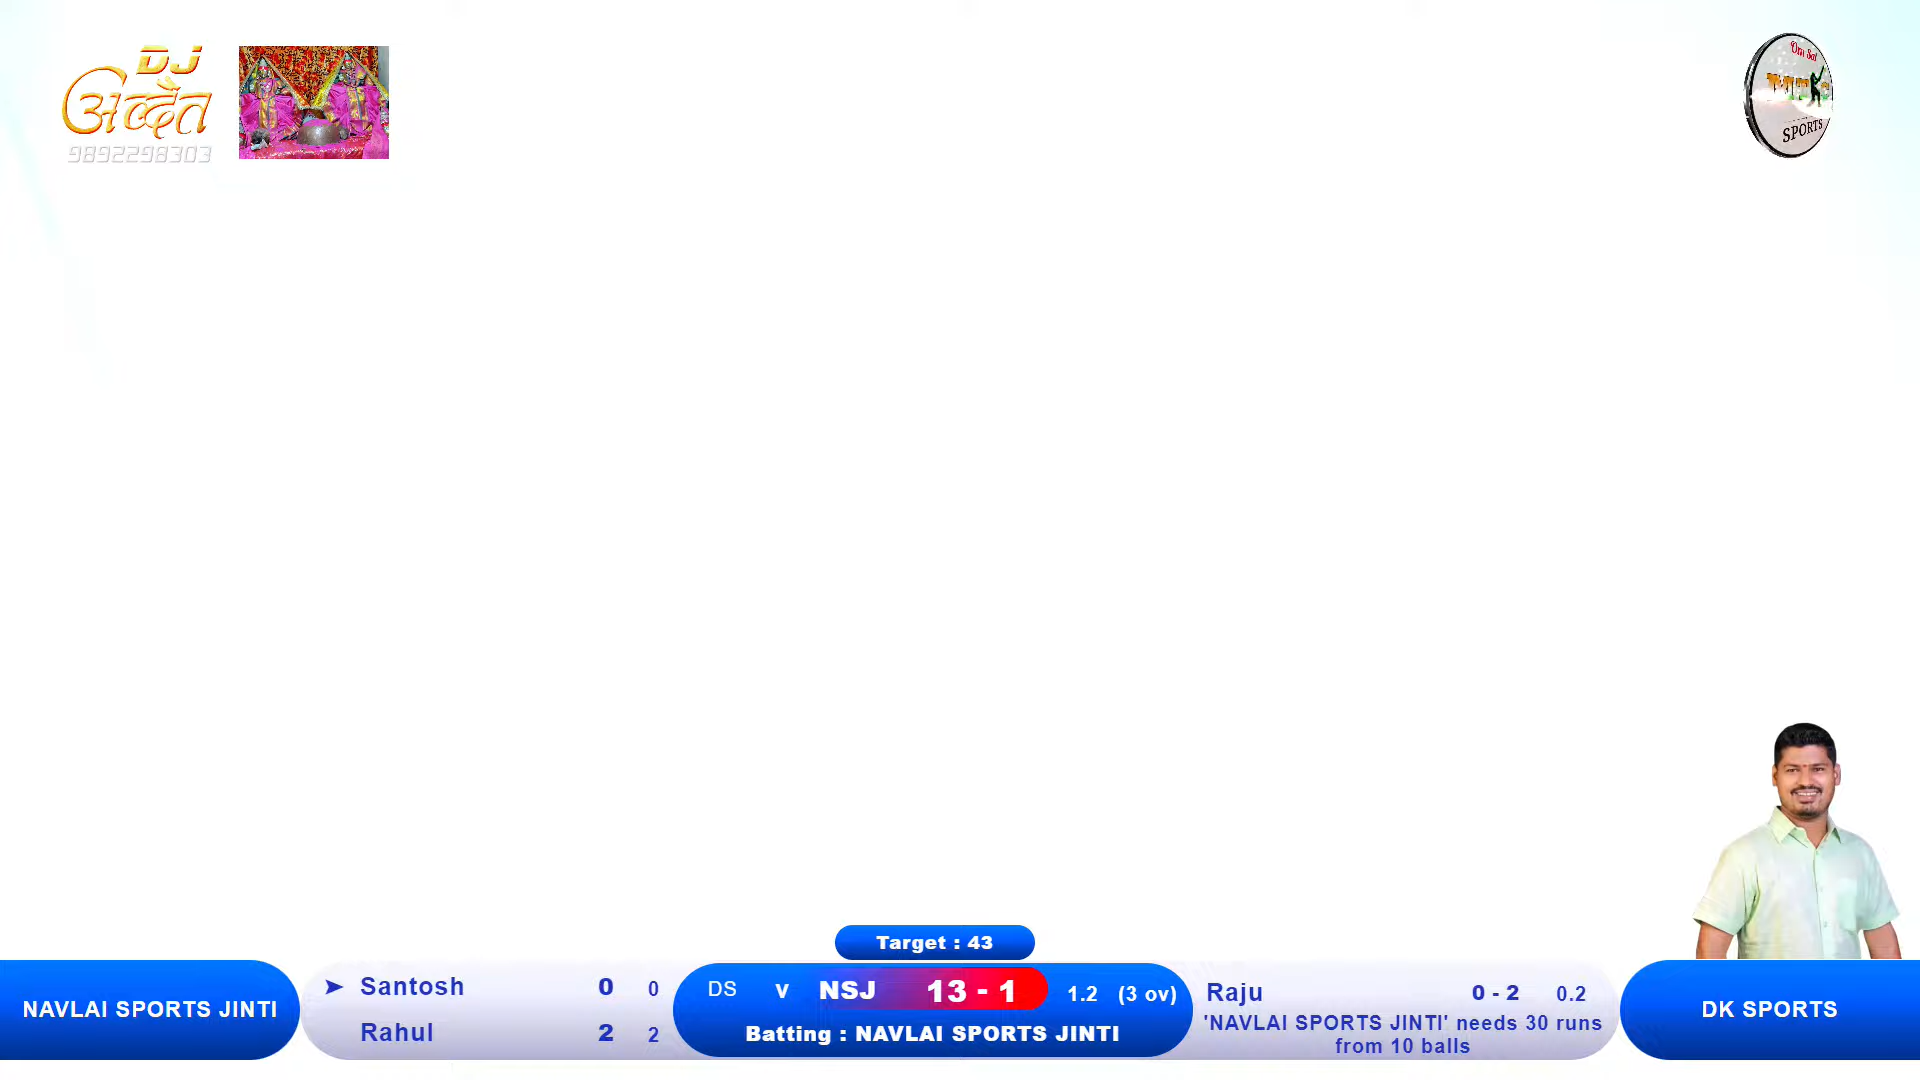 DJ
अव्दैत
9892298303
Om Sai
SPORTS
Target : 43
NAVLAI SPORTS JINTI
➤ Santosh 0 0
Rahul 2 2
DS v NSJ 13 - 1 1.2 (3 ov)
Batting : NAVLAI SPORTS JINTI
Raju 0 - 2 0.2
'NAVLAI SPORTS JINTI' needs 30 runs
from 10 balls
DK SPORTS